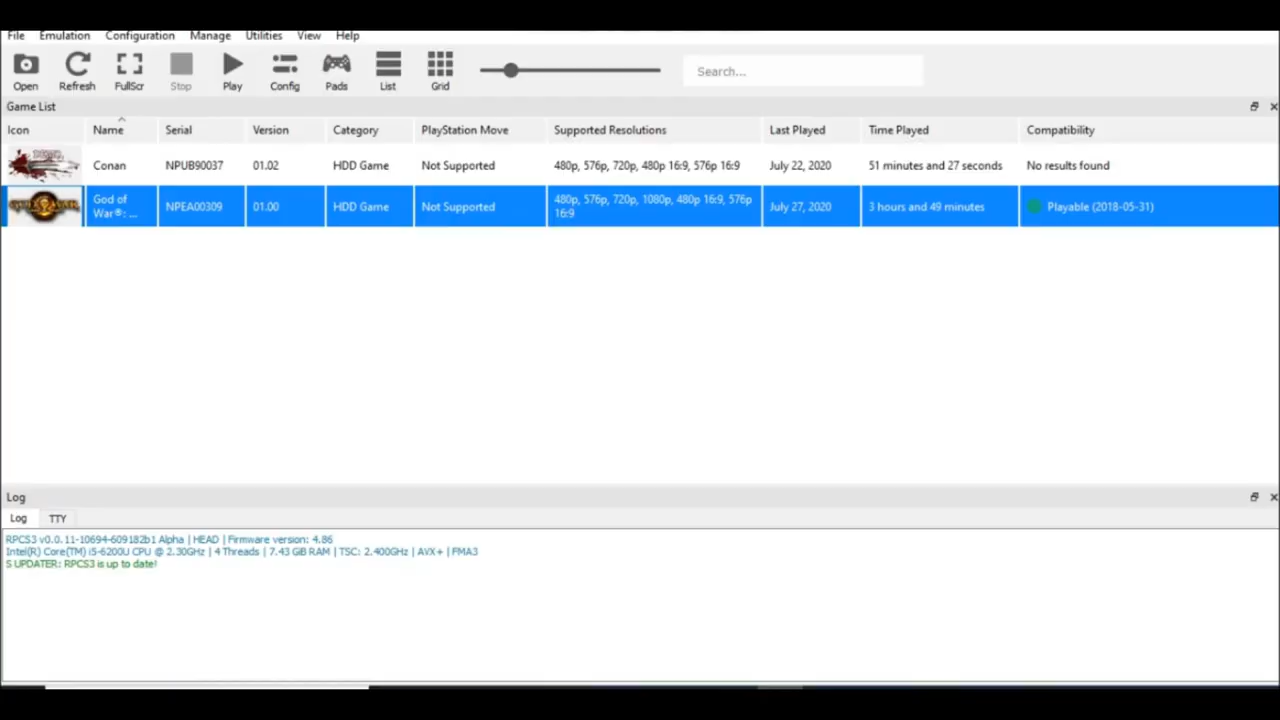 File Emulation Configuration Manage Utilities View Help
Open Refresh FullScr Stop Play Config Pads List Grid Search...
Game List
Icon Name Serial Version Category PlayStation Move Supported Resolutions Last Played Time Played Compatibility
Conan NPUB90037 01.02 HDD Game Not Supported 480p, 576p, 720p, 480p 16:9, 576p 16:9 July 22, 2020 51 minutes and 27 seconds No results found
GOD WAR
God of
War®: ...
NPEA00309 01.00 HDD Game Not Supported
480p, 576p, 720p, 1080p, 480p 16:9, 576p
16:9
July 27, 2020 3 hours and 49 minutes Playable (2018-05-31)
Log
Log TTY
RPCS3 v0.0.11-10694-609182b1 Alpha | HEAD | Firmware version: 4.86
Intel(R) Core(TM) i5-6200U CPU @ 2.30GHz | 4 Threads | 7.43 GiB RAM | TSC: 2.400GHz | AVX+ | FMA3
S UPDATER: RPCS3 is up to date!